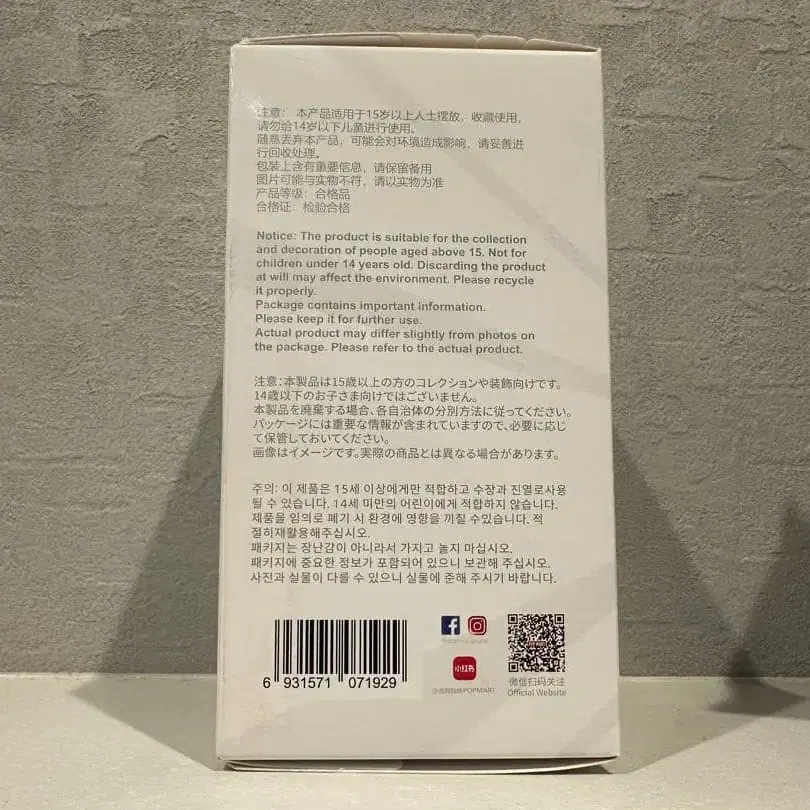 注意： 本产品适用于15岁以上人士摆放，收藏使用，
请勿给14岁以下儿童进行使用。
随意丢弃本产品，可能会对环境造成影响，请妥善进
行回收处理。
包装上含有重要信息，请保留备用
图片可能与实物不符，请以实物为准
产品等级：合格品
合格证：检验合格
Notice: The product is suitable for the collection
and decoration of people aged above 15. Not for
children under 14 years old. Discarding the product
at will may affect the environment. Please recycle
it properly.
Package contains important information.
Please keep it for further use.
Actual product may differ slightly from photos on
the package. Please refer to the actual product.
注意：本製品は15歳以上の方のコレクションや装飾向けです。
14歳以下のお子さま向けではございません。
本製品を廃棄する場合、各自治体の分別方法に従ってください。
パッケージには重要な情報が含まれていますので、必要に応じ
て保管しておいてください。
画像はイメージです。実際の商品とは異なる場合があります。
주의: 이 제품은 15세 이상에게만 적합하고 수장과 진열로사용
될 수 있습니다. 14세 미만의 어린이에게 적합하지 않습니다.
제품을 임의로 폐기 시 환경에 영향을 끼칠 수있습니다. 적
절히재활용해주십시오.
패키지는 장난감이 아니라서 가지고 놀지 마십시오.
패키지에 중요한 정보가 포함되어 있으니 보관해 주십시오.
사진과 실물이 다를 수 있으니 실물에 준해 주시기 바랍니다.
小红书
POPMART
微信扫码关注
Official Website
6 931571 071929